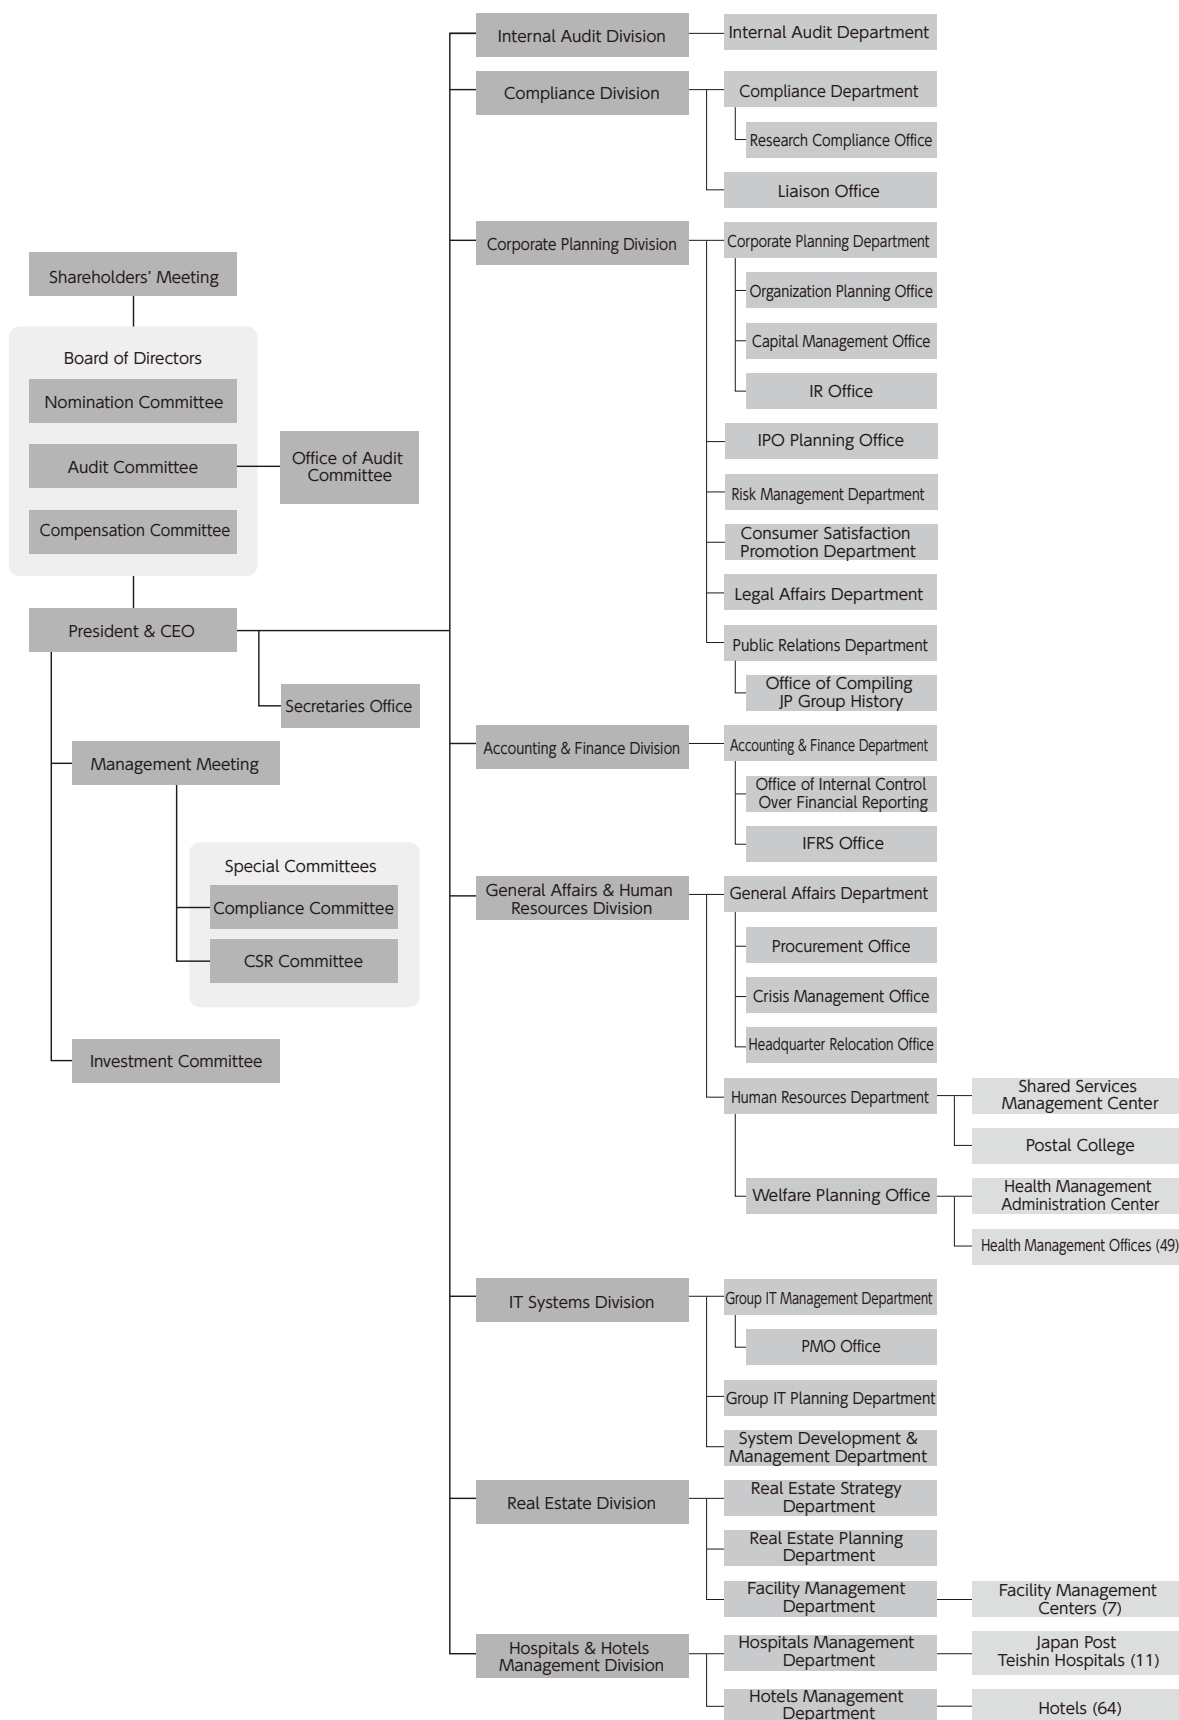 Shareholders' Meeting
Board of Directors
Nomination Committee
Audit Committee
Compensation Committee
Office of Audit
Committee
President & CEO
Secretaries Office
Management Meeting
Special Committees
Compliance Committee
CSR Committee
Investment Committee
Internal Audit Division
Internal Audit Department
Compliance Division
Compliance Department
Research Compliance Office
Liaison Office
Corporate Planning Division
Corporate Planning Department
Organization Planning Office
Capital Management Office
IR Office
IPO Planning Office
Risk Management Department
Consumer Satisfaction
Promotion Department
Legal Affairs Department
Public Relations Department
Office of Compiling
JP Group History
Accounting & Finance Division
Accounting & Finance Department
Office of Internal Control
Over Financial Reporting
IFRS Office
General Affairs & Human
Resources Division
General Affairs Department
Procurement Office
Crisis Management Office
Headquarter Relocation Office
Human Resources Department
Shared Services
Management Center
Postal College
Welfare Planning Office
Health Management
Administration Center
Health Management Offices (49)
IT Systems Division
Group IT Management Department
PMO Office
Group IT Planning Department
System Development &
Management Department
Real Estate Division
Real Estate Strategy
Department
Real Estate Planning
Department
Facility Management
Department
Facility Management
Centers (7)
Hospitals & Hotels
Management Division
Hospitals Management
Department
Japan Post
Teishin Hospitals (11)
Hotels Management
Department
Hotels (64)